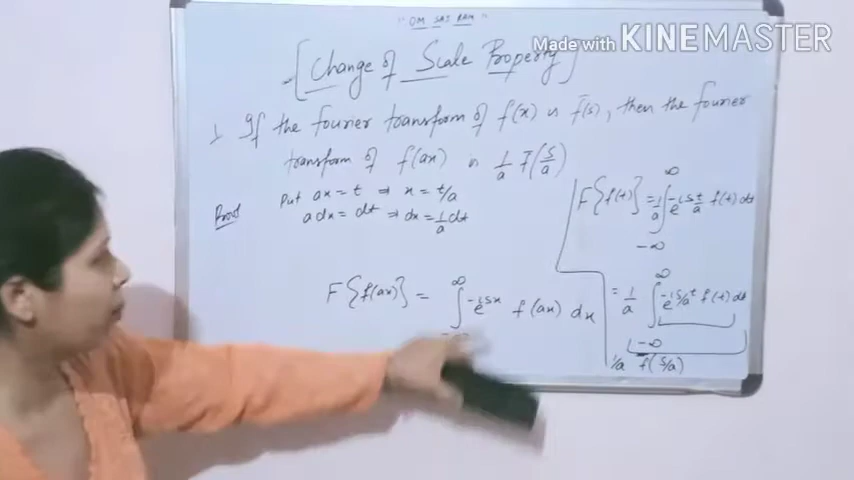 "OM SAI RAM"
Made with KINEMASTER
[Change of Scale Property]
1. If the fourier transform of f(x) is f̄(s), then the fourier
transform of f(ax) is 1/a f̄(s/a)
Proof Put ax = t ⇒ x = t/a
a dx = dt ⇒ dx = 1/a dt
F{f(ax)} = ∫_{-∞}^{∞} e^{-isx} f(ax) dx
F{f(t)} = 1/a ∫_{-∞}^{∞} e^{-is t/a} f(t) dt
= 1/a ∫_{-∞}^{∞} e^{-i s/a t} f(t) dt
1/a f̄(s/a)